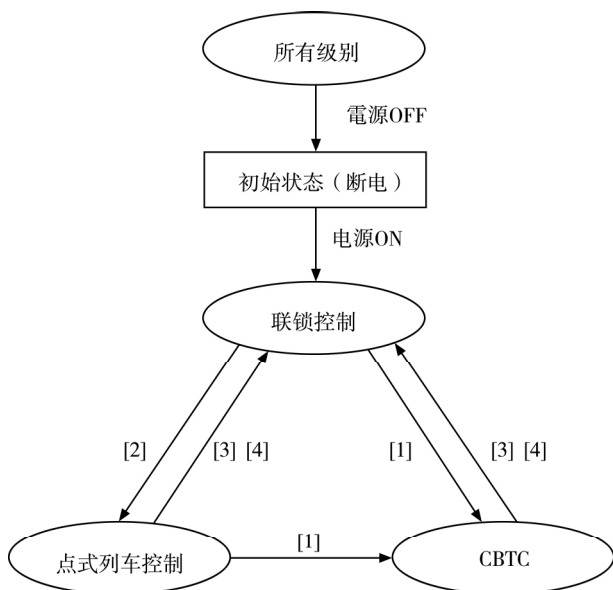 所有级别
電源OFF
初始状态（断电）
电源ON
联锁控制
[2]
[3] [4]
[1]
[3] [4]
[1]
点式列车控制
CBTC